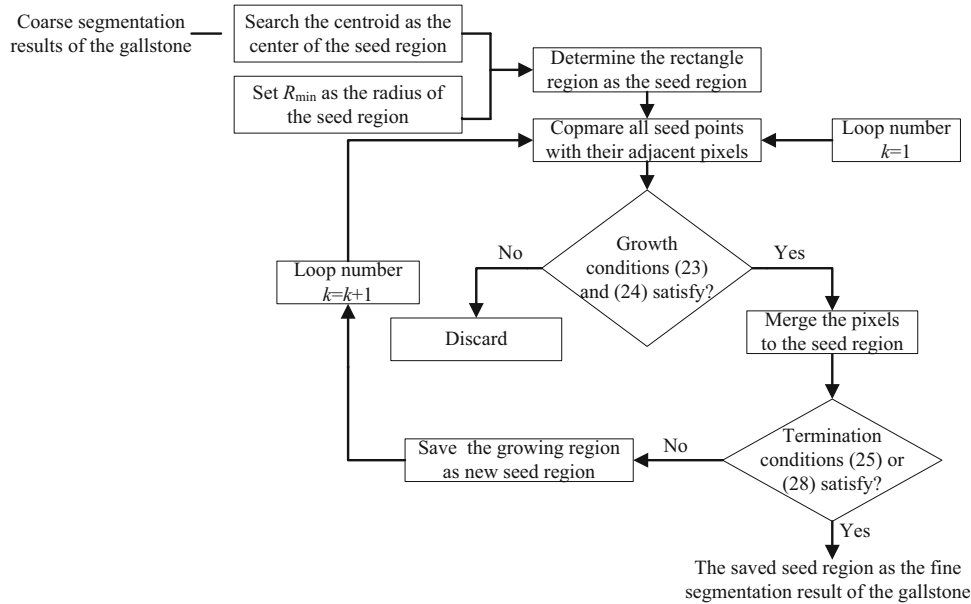 Coarse segmentation
results of the gallstone
Search the centroid as the
center of the seed region
Set Rmin as the radius of
the seed region
Determine the rectangle
region as the seed region
Copmare all seed points
with their adjacent pixels
Loop number
k=1
Growth
conditions (23)
and (24) satisfy?
No
Yes
Loop number
k=k+1
Discard
Merge the pixels
to the seed region
Termination
conditions (25) or
(28) satisfy?
No
Save the growing region
as new seed region
Yes
The saved seed region as the fine
segmentation result of the gallstone